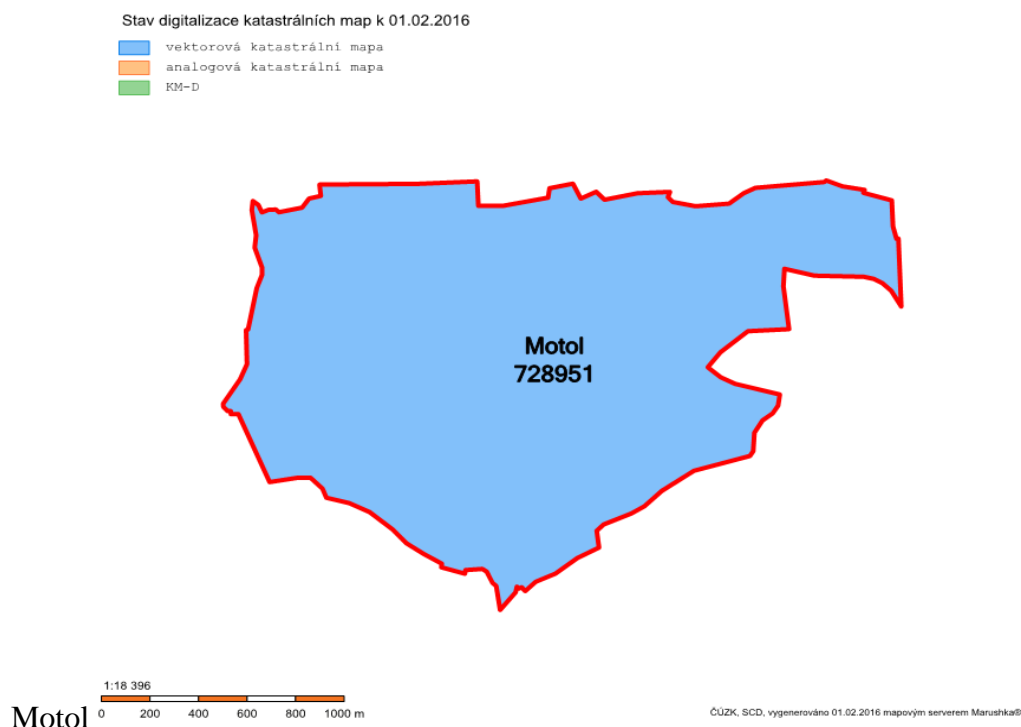 Stav digitalizace katastrálních map k 01.02.2016
vektorová katastrální mapa
analogová katastrální mapa
KM-D
Motol
728951
1:18 396
0 200 400 600 800 1000 m
Motol
ČÚZK, SCD, vygenerováno 01.02.2016 mapovým serverem Marushka®